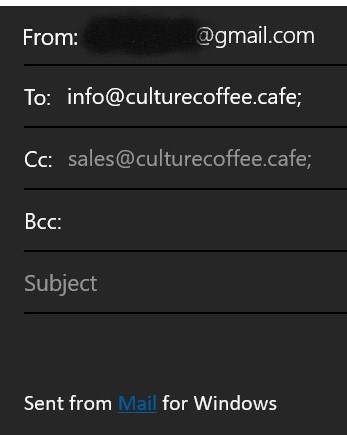 From: @gmail.com
To: info@culturecoffee.cafe;
Cc: sales@culturecoffee.cafe;
Bcc:
Subject
Sent from Mail for Windows